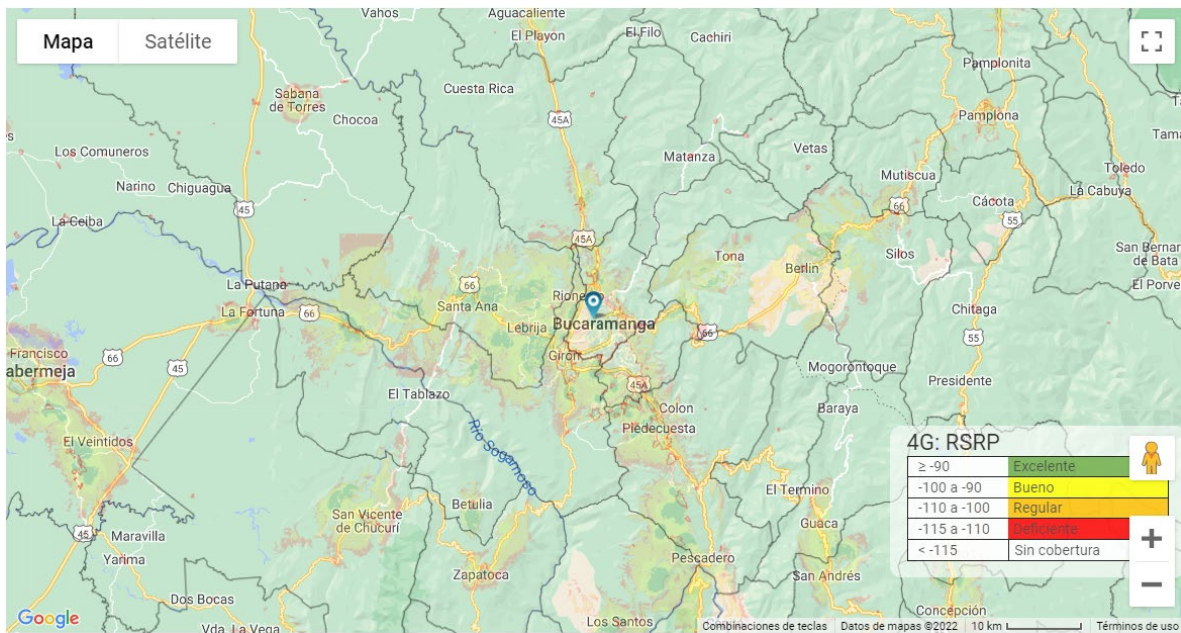 Mapa
Satélite
Vahos
Aguacaliente
El Playon
El Filo
Cachiri
Pamplonita
Cuesta Rica
Sabana
de Torres
Chocoa
45A
Pamplona
Los Comuneros
Matanza
Vetas
Toledo
Narino
Chiguagua
Mutiscua
La Cabuya
La Ceiba
45
66
Cácota
55
45A
Tona
Silos
San Bernar
de Bata
Berlin
La Putana
66
El Porve
Santa Ana
Chitaga
La Fortuna
66
Lebrija
Bucaramanga
66
55
Francisco
abermeja
66
45
Girón
Mogorontoque
El Tablazo
45A
Presidente
Colon
Baraya
Piedecuesta
El Veintidos
Río Sogamoso
4G: RSRP
≥ -90 Excelente
-100 a -90 Bueno
-110 a -100 Regular
-115 a -110 Deficiente
< -115 Sin cobertura
El Termino
Betulia
San Vicente
de Chucurí
Guaca
45
Maravilla
Yarima
Pescadero
Zapatoca
San Andrés
Dos Bocas
Concepción
Los Santos
Vda. La Vega
Google
Combinaciones de teclas
Datos de mapas ©2022
10 km
Términos de uso